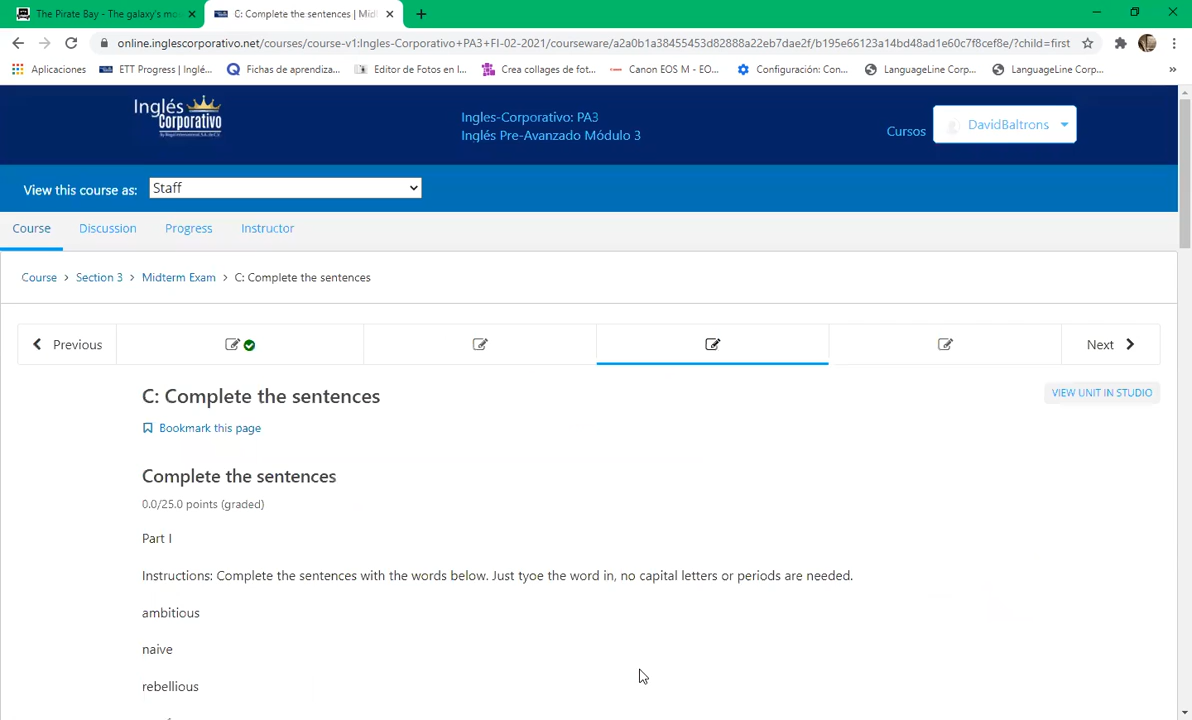 The Pirate Bay - The galaxy's mos
C: Complete the sentences | Mid
online.inglescorporativo.net/courses/course-v1:Ingles-Corporativo+PA3+FI-02-2021/courseware/a2a0b1a38455453d82888a22eb7dae2f/b195e66123a14bd48ad1e60c7f8cef8e/?child=first
Aplicaciones
ETT Progress | Inglé...
Fichas de aprendiza...
Editor de Fotos en l...
Crea collages de fot...
Canon EOS M - EO...
Configuración: Con...
LanguageLine Corp...
LanguageLine Corp...
»
Inglés
Corporativo
Ingles-Corporativo: PA3
Inglés Pre-Avanzado Módulo 3
Cursos
DavidBaltrons
View this course as:
Staff
Course
Discussion
Progress
Instructor
Course > Section 3 > Midterm Exam > C: Complete the sentences
Previous
Next
C: Complete the sentences
VIEW UNIT IN STUDIO
Bookmark this page
Complete the sentences
0.0/25.0 points (graded)
Part I
Instructions: Complete the sentences with the words below. Just tyoe the word in, no capital letters or periods are needed.
ambitious
naive
rebellious